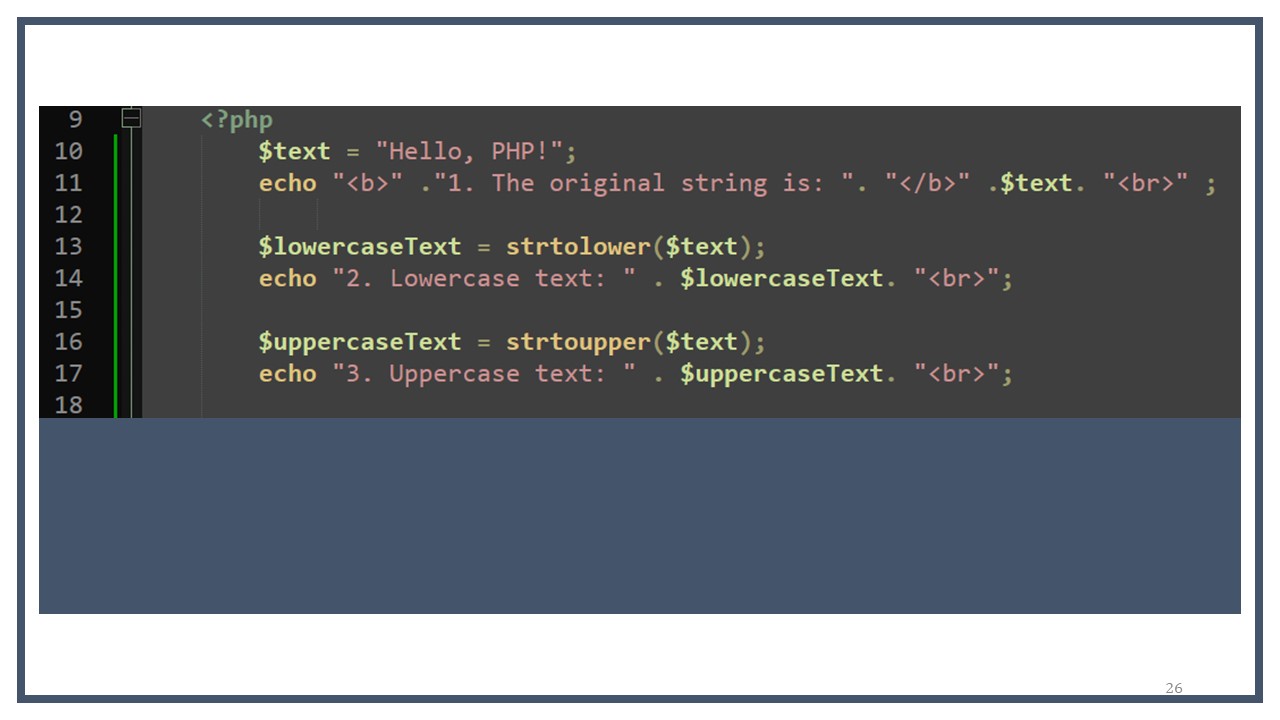 9 <?php
10 $text = "Hello, PHP!";
11 echo "<b>" ."1. The original string is: ". "</b>" .$text. "<br>" ;
12
13 $lowercaseText = strtolower($text);
14 echo "2. Lowercase text: " . $lowercaseText. "<br>";
15
16 $uppercaseText = strtoupper($text);
17 echo "3. Uppercase text: " . $uppercaseText. "<br>";
18
26